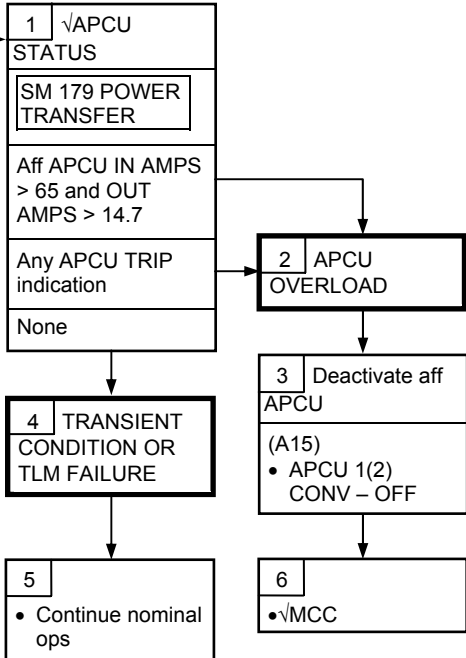 1 √APCU
STATUS
SM 179 POWER
TRANSFER
Aff APCU IN AMPS
> 65 and OUT
AMPS > 14.7
Any APCU TRIP
indication
None
2 APCU
OVERLOAD
3 Deactivate aff
APCU
(A15)
• APCU 1(2)
CONV – OFF
4 TRANSIENT
CONDITION OR
TLM FAILURE
5
• Continue nominal
ops
6
•√MCC